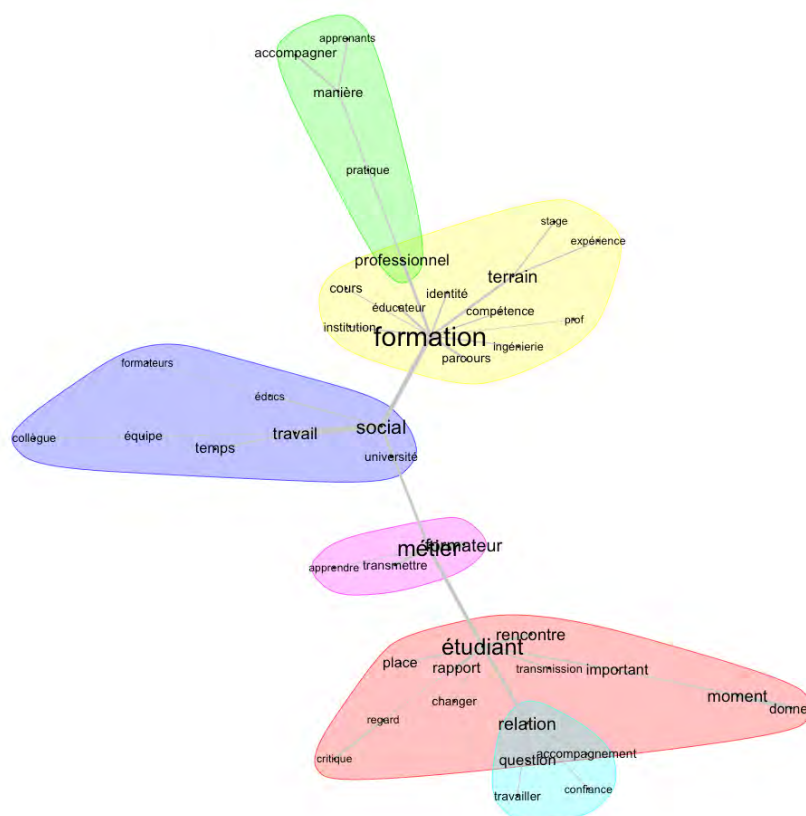 apprenants
accompagner
manière
pratique
stage
expérience
professionnel
terrain
cours
identité
éducateur
compétence
prof
institution
formation
ingénierie
parcours
formateurs
éducs
social
collègue
équipe
travail
temps
université
formateur
métier
apprendre
transmettre
rencontre
étudiant
place
rapport
transmission
important
changer
moment
donne
regard
relation
critique
accompagnement
question
travailler
confiance